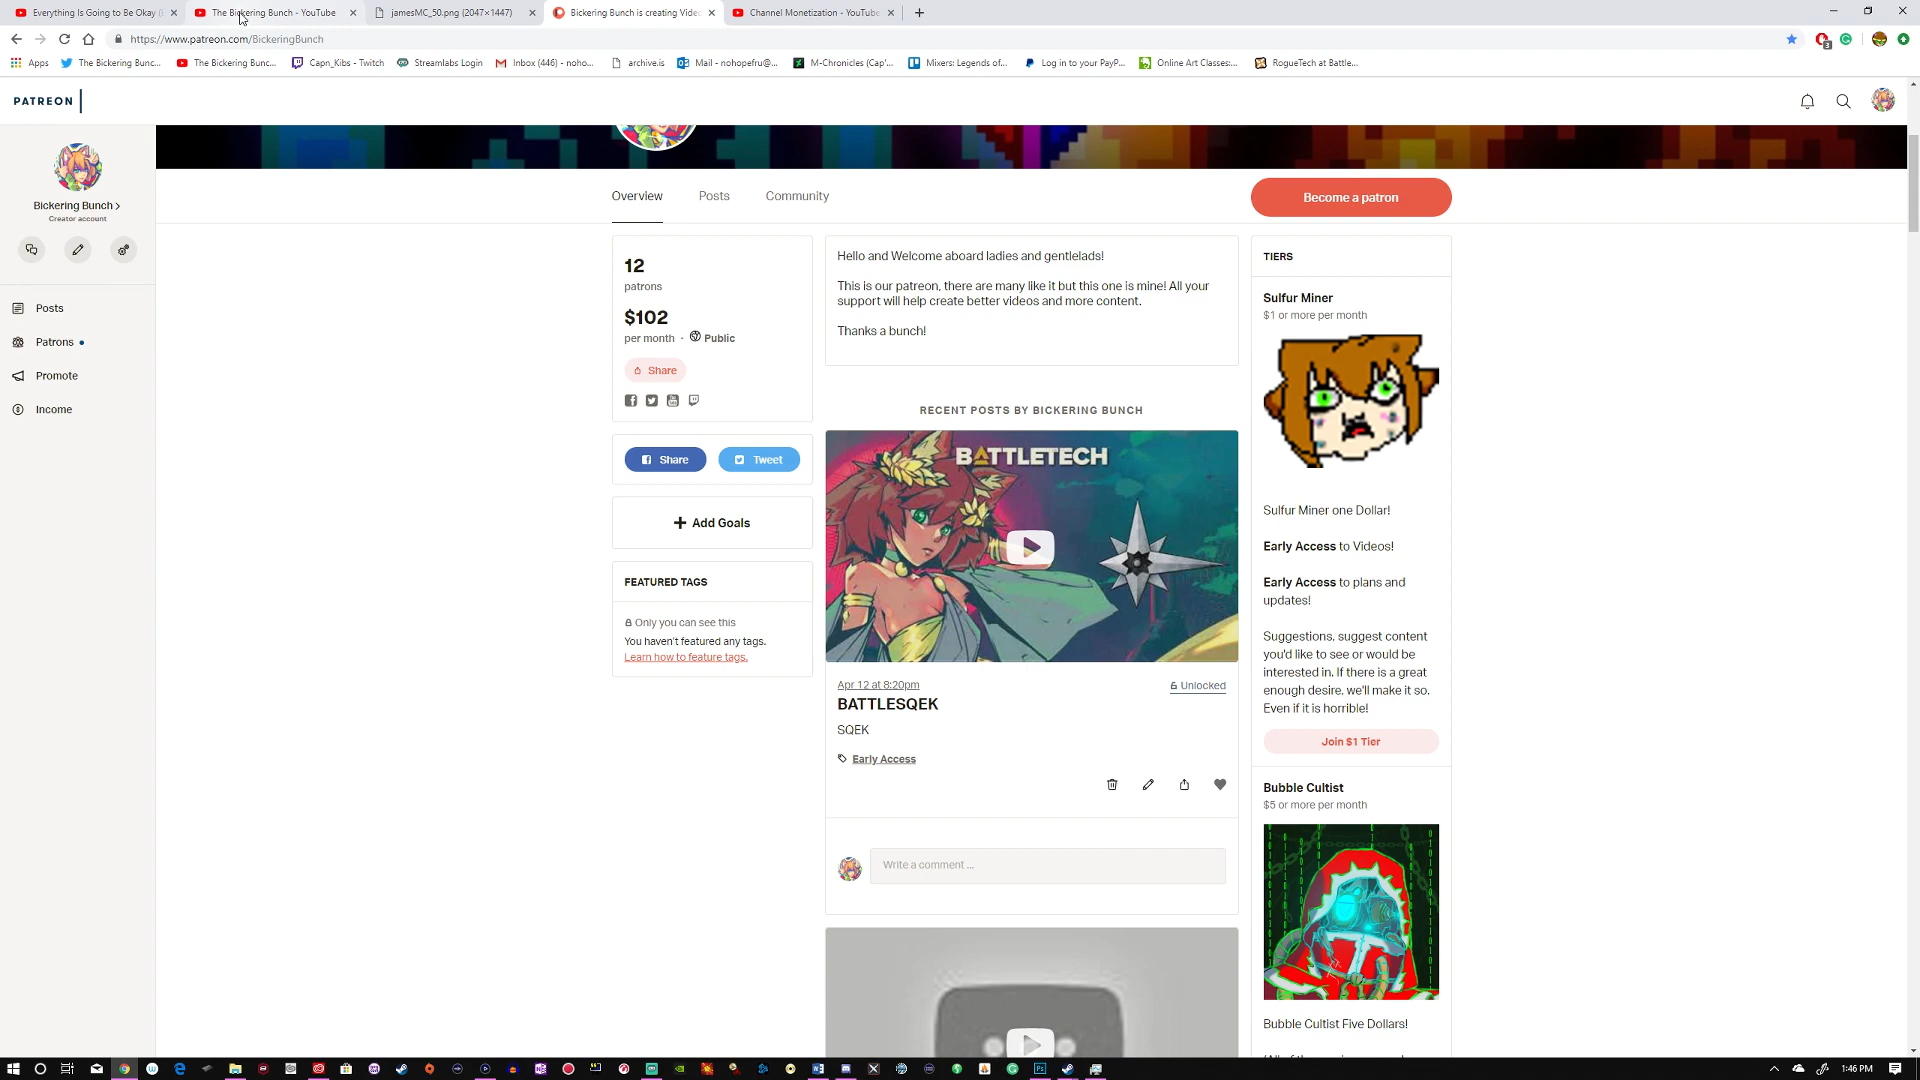 Everything Is Going to Be Okay (
The Bickering Bunch - YouTube
jamesMC_50.png (2047×1447)
Bickering Bunch is creating Vide
Channel Monetization - YouTube
https://www.patreon.com/BickeringBunch
3
Apps
The Bickering Bunc...
The Bickering Bunc...
Capn_Kibs - Twitch
Streamlabs Login
Inbox (446) - noho...
archive.is
Mail - nohopefru@...
M-Chronicles (Cap'...
Mixers: Legends of...
Log in to your PayP...
Online Art Classes:...
RogueTech at Battle...
PATREON
Bickering Bunch
Creator account
Posts
Patrons
Promote
Income
Overview
Posts
Community
Become a patron
12
patrons
$102
per month · Public
Share
Share
Tweet
Add Goals
FEATURED TAGS
Only you can see this
You haven't featured any tags.
Learn how to feature tags.
Hello and Welcome aboard ladies and gentlelads!
This is our patreon, there are many like it but this one is mine! All your
support will help create better videos and more content.
Thanks a bunch!
RECENT POSTS BY BICKERING BUNCH
BATTLETECH
Apr 12 at 8:20pm
Unlocked
BATTLESQEK
SQEK
Early Access
Write a comment ...
TIERS
Sulfur Miner
$1 or more per month
Sulfur Miner one Dollar!
Early Access to Videos!
Early Access to plans and
updates!
Suggestions, suggest content
you'd like to see or would be
interested in. If there is a great
enough desire, we'll make it so.
Even if it is horrible!
Join $1 Tier
Bubble Cultist
$5 or more per month
Bubble Cultist Five Dollars!
1:46 PM